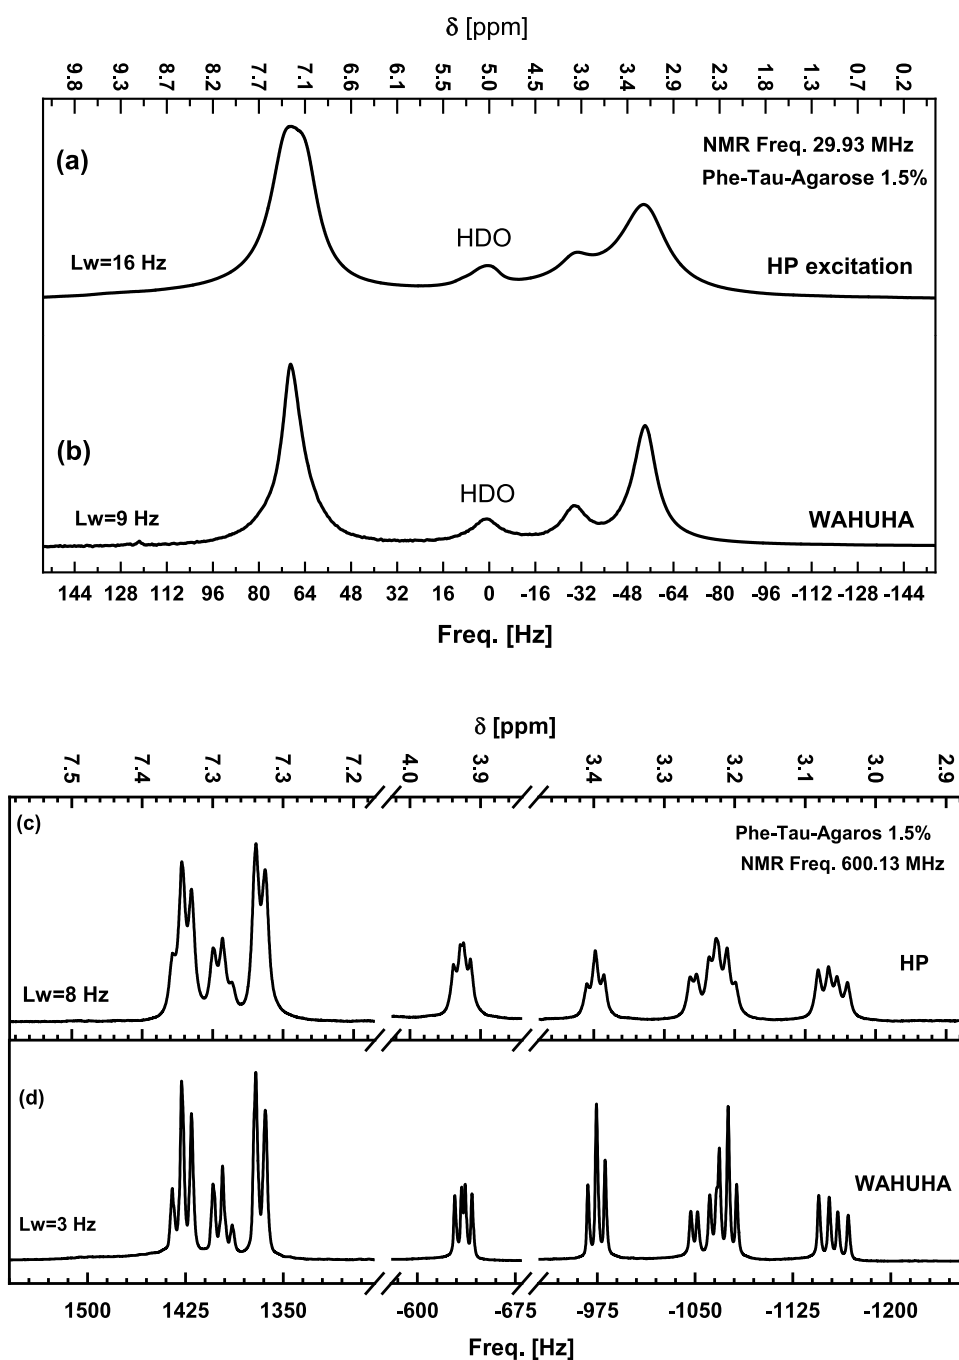 δ [ppm]
9.8 9.3 8.8 8.2 7.7 7.1 6.6 6.1 5.5 5.0 4.5 3.9 3.4 2.9 2.3 1.8 1.3 0.7 0.2
(a)
NMR Freq. 29.93 MHz
Phe-Tau-Agarose 1.5%
HDO
Lw=16 Hz
HP excitation
(b)
HDO
Lw=9 Hz
WAHUHA
144 128 112 96 80 64 48 32 16 0 -16 -32 -48 -64 -80 -96 -112 -128 -144
Freq. [Hz]
δ [ppm]
7.5 7.4 7.3 7.3 7.2 4.0 3.9 3.4 3.3 3.2 3.1 3.0 2.9
(c)
Phe-Tau-Agaros 1.5%
NMR Freq. 600.13 MHz
HP
Lw=8 Hz
(d)
WAHUHA
Lw=3 Hz
1500 1425 1350 -600 -675 -975 -1050 -1125 -1200
Freq. [Hz]